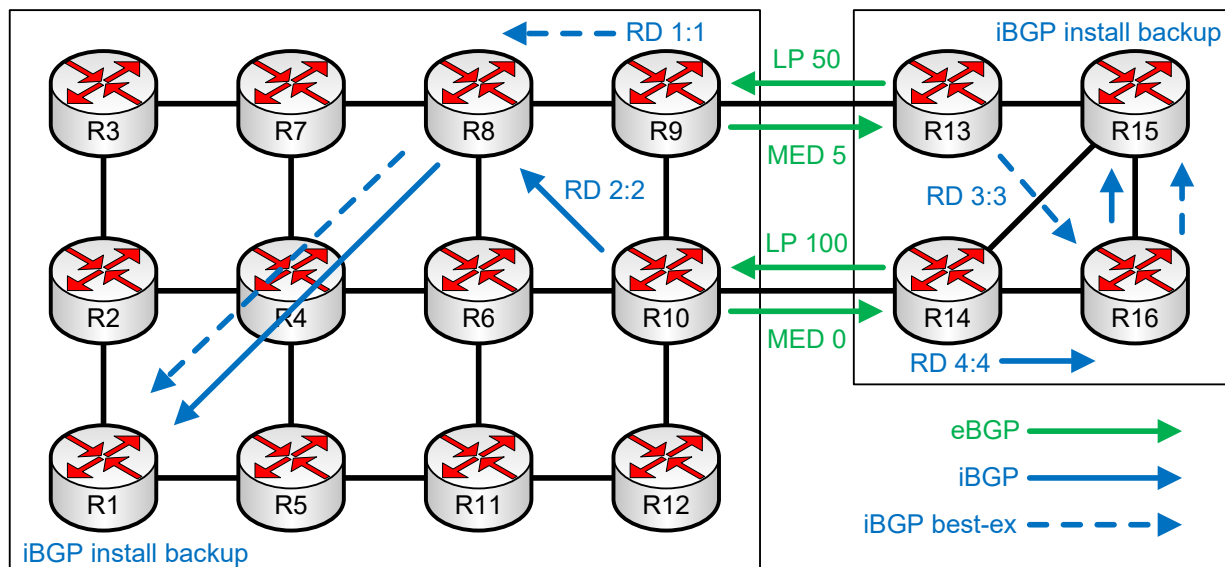 RD 1:1
iBGP install backup
LP 50
R3
R7
R8
R9
R13
R15
MED 5
RD 2:2
RD 3:3
LP 100
R2
R4
R6
R10
R14
R16
MED 0
RD 4:4
eBGP
R1
R5
R11
R12
iBGP
iBGP best-ex
iBGP install backup